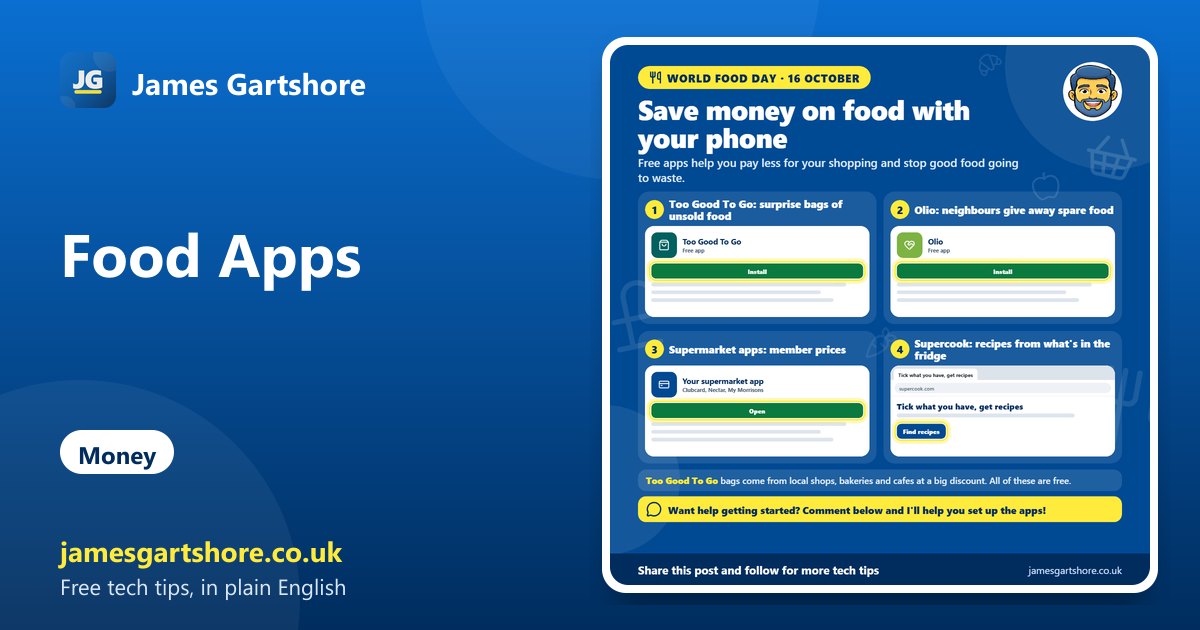 JG
James Gartshore
Food Apps
Money
jamesgartshore.co.uk
Free tech tips, in plain English
WORLD FOOD DAY · 16 OCTOBER
Save money on food with
your phone
Free apps help you pay less for your shopping and stop good food going
to waste.
1
Too Good To Go: surprise bags of
unsold food
Too Good To Go
Free app
Install
2
Olio: neighbours give away spare food
Olio
Free app
Install
3
Supermarket apps: member prices
Your supermarket app
Clubcard, Nectar, My Morrisons
Open
4
Supercook: recipes from what's in the
fridge
Tick what you have, get recipes
supercook.com
Tick what you have, get recipes
Find recipes
Too Good To Go bags come from local shops, bakeries and cafes at a big discount. All of these are free.
Want help getting started? Comment below and I'll help you set up the apps!
Share this post and follow for more tech tips
jamesgartshore.co.uk